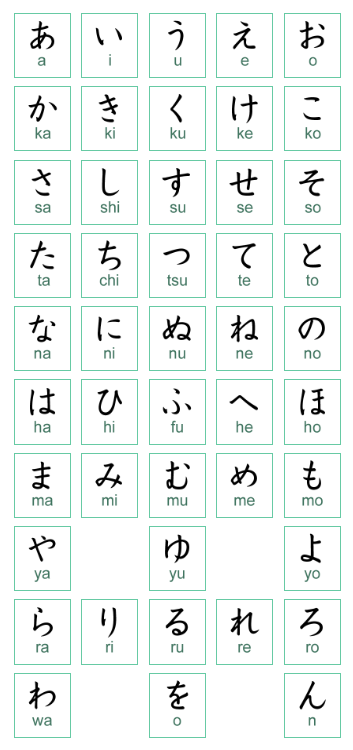 あ い う え お
a i u e o
か き く け こ
ka ki ku ke ko
さ し す せ そ
sa shi su se so
た ち つ て と
ta chi tsu te to
な に ぬ ね の
na ni nu ne no
は ひ ふ へ ほ
ha hi fu he ho
ま み む め も
ma mi mu me mo
や ゆ よ
ya yu yo
ら り る れ ろ
ra ri ru re ro
わ を ん
wa o n